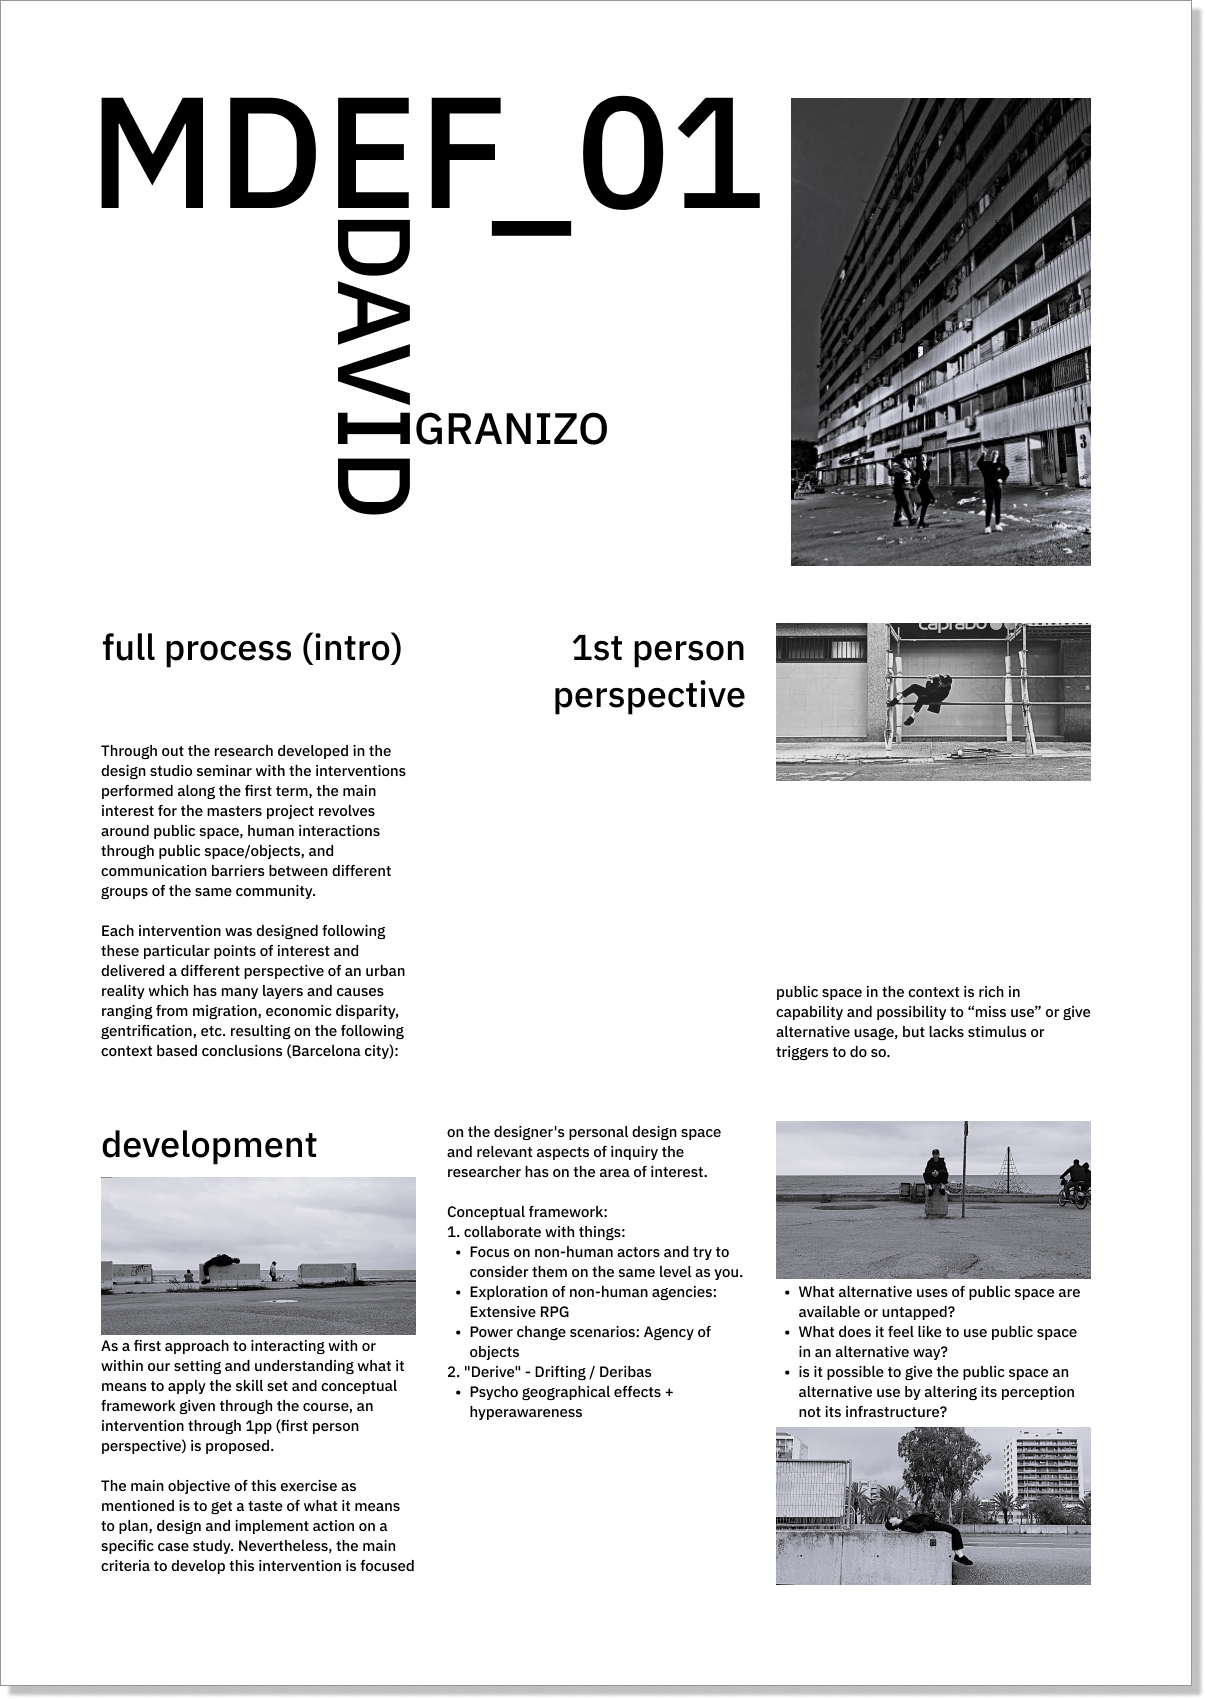 MDEF_01
DAVID
GRANIZO
3
full process (intro)
Through out the research developed in the
design studio seminar with the interventions
performed along the first term, the main
interest for the masters project revolves
around public space, human interactions
through public space/objects, and
communication barriers between different
groups of the same community.
Each intervention was designed following
these particular points of interest and
delivered a different perspective of an urban
reality which has many layers and causes
ranging from migration, economic disparity,
gentrification, etc. resulting on the following
context based conclusions (Barcelona city):
1st person
perspective
caprabo
public space in the context is rich in
capability and possibility to “miss use” or give
alternative usage, but lacks stimulus or
triggers to do so.
development
As a first approach to interacting with or
within our setting and understanding what it
means to apply the skill set and conceptual
framework given through the course, an
intervention through 1pp (first person
perspective) is proposed.
The main objective of this exercise as
mentioned is to get a taste of what it means
to plan, design and implement action on a
specific case study. Nevertheless, the main
criteria to develop this intervention is focused
on the designer's personal design space
and relevant aspects of inquiry the
researcher has on the area of interest.
Conceptual framework:
1. collaborate with things:
• Focus on non-human actors and try to
consider them on the same level as you.
• Exploration of non-human agencies:
Extensive RPG
• Power change scenarios: Agency of
objects
2. "Derive" - Drifting / Deribas
• Psycho geographical effects +
hyperawareness
• What alternative uses of public space are
available or untapped?
• What does it feel like to use public space
in an alternative way?
• is it possible to give the public space an
alternative use by altering its perception
not its infrastructure?